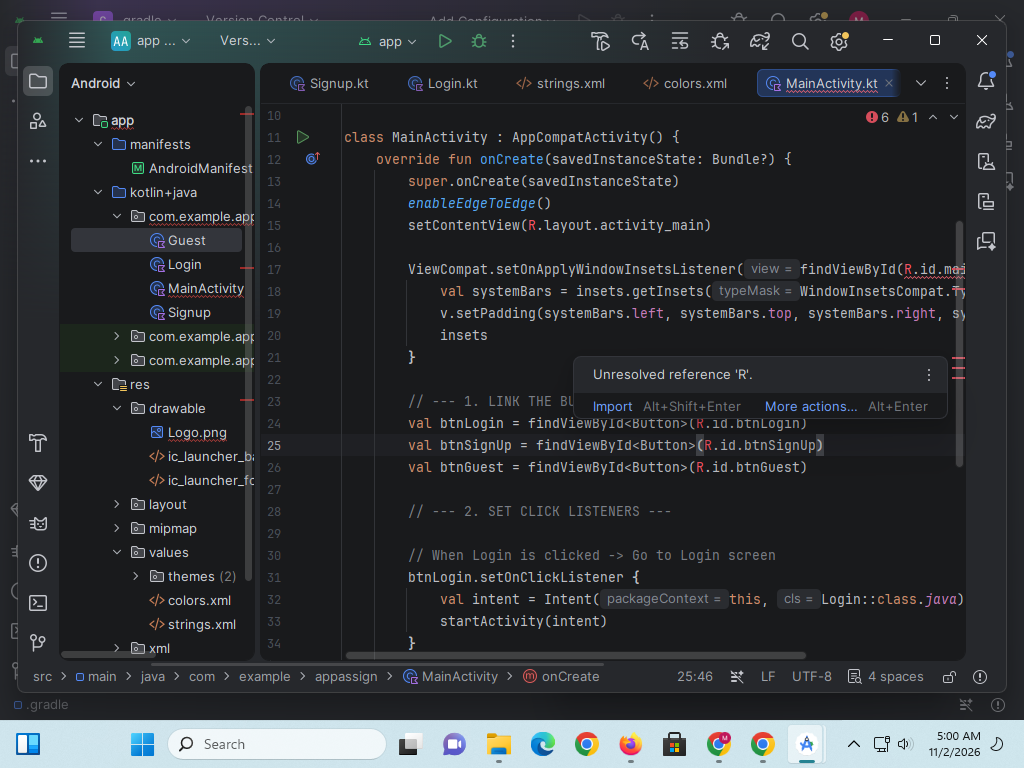 AA app ... Vers... app
Android
Signup.kt Login.kt strings.xml colors.xml MainActivity.kt
app
manifests
AndroidManifest
kotlin+java
com.example.app
Guest
Login
MainActivity
Signup
com.example.app
com.example.app
res
drawable
Logo.png
ic_launcher_ba
ic_launcher_fo
layout
mipmap
values
themes (2)
colors.xml
strings.xml
xml
6 1
10
11 class MainActivity : AppCompatActivity() {
12 override fun onCreate(savedInstanceState: Bundle?) {
13 super.onCreate(savedInstanceState)
14 enableEdgeToEdge()
15 setContentView(R.layout.activity_main)
16
17 ViewCompat.setOnApplyWindowInsetsListener( view = findViewById(R.id.mai
18 val systemBars = insets.getInsets( typeMask = WindowInsetsCompat.Ty
19 v.setPadding(systemBars.left, systemBars.top, systemBars.right, sy
20 insets
21 }
22
23 // --- 1. LINK THE BU
24 val btnLogin = findViewById<Button>(R.id.btnLogin)
25 val btnSignUp = findViewById<Button>(R.id.btnSignUp)
26 val btnGuest = findViewById<Button>(R.id.btnGuest)
27
28 // --- 2. SET CLICK LISTENERS ---
29
30 // When Login is clicked -> Go to Login screen
31 btnLogin.setOnClickListener {
32 val intent = Intent( packageContext = this, cls = Login::class.java)
33 startActivity(intent)
34 }
Unresolved reference 'R'.
Import Alt+Shift+Enter More actions... Alt+Enter
src > main > java > com > example > appassign > MainActivity > onCreate 25:46 LF UTF-8 4 spaces
.gradle
Search
5:00 AM
11/2/2026